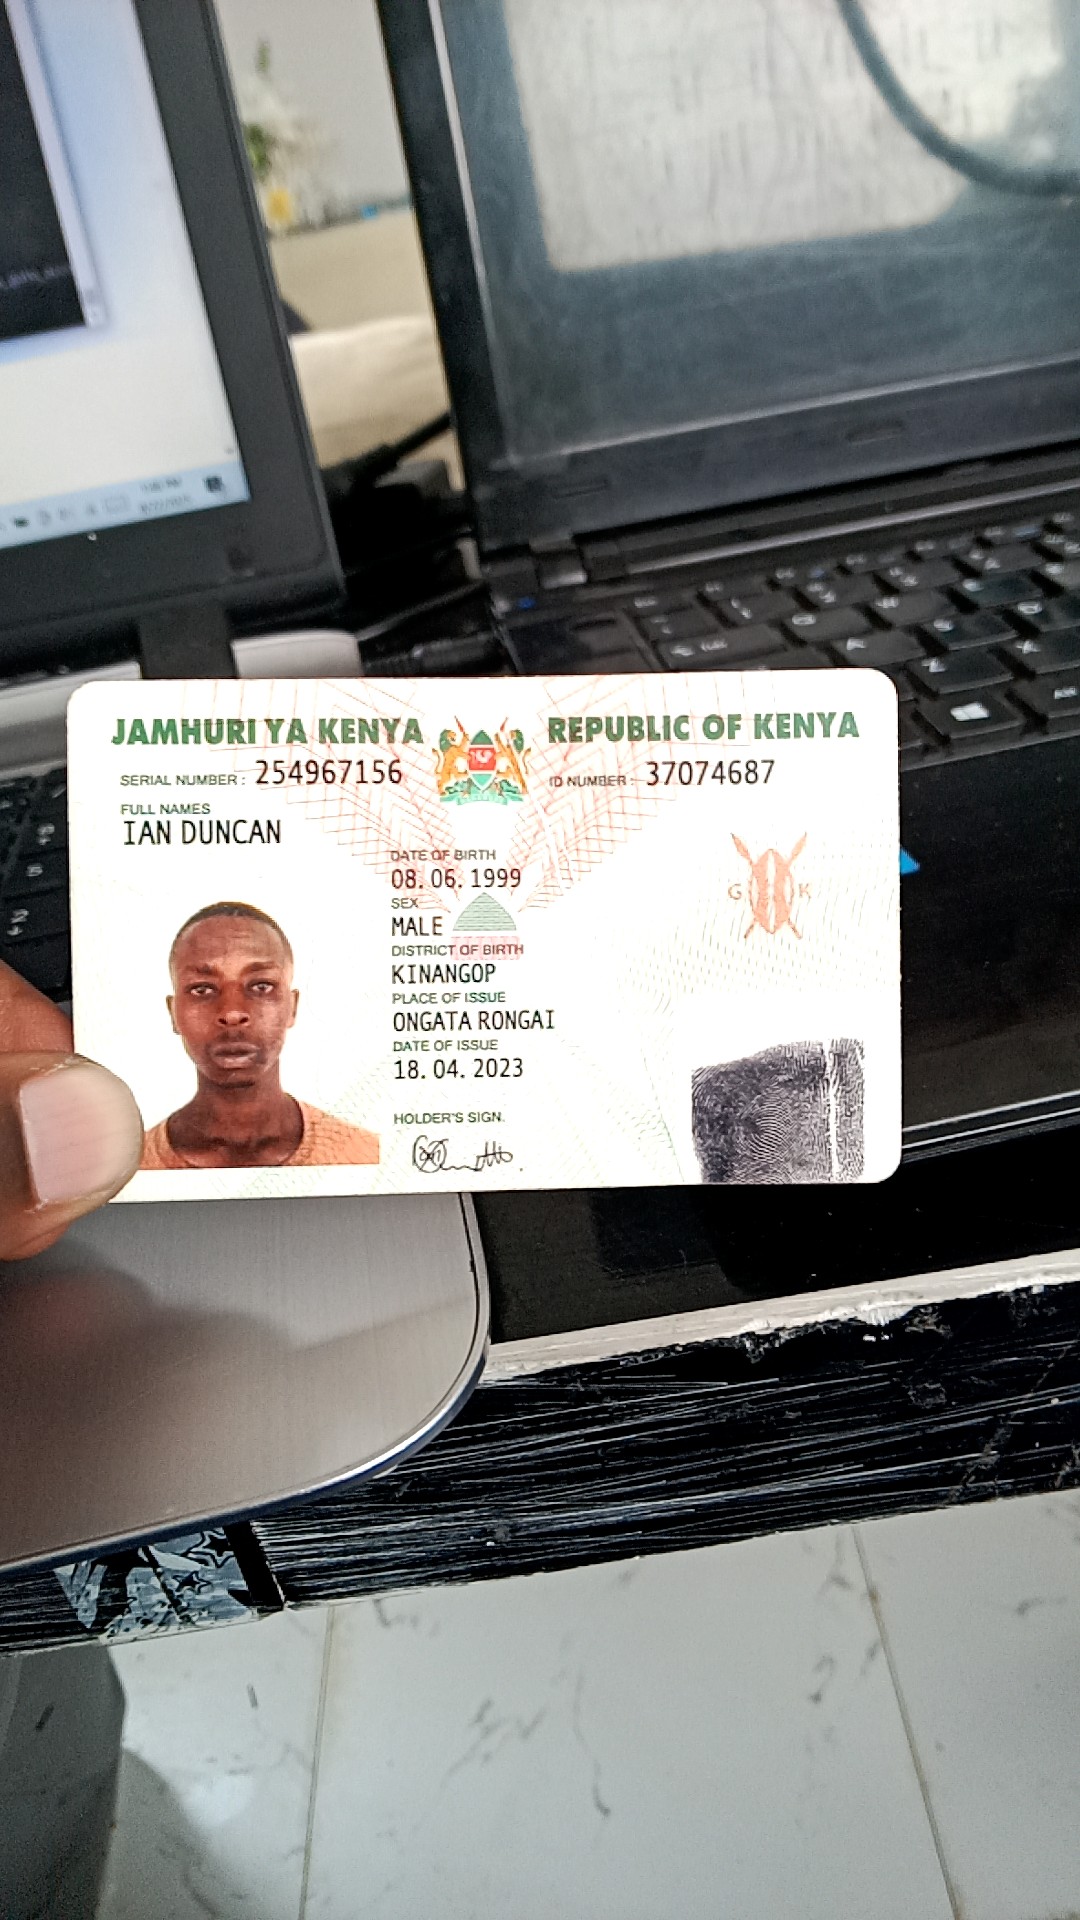 JAMHURI YA KENYA
REPUBLIC OF KENYA
SERIAL NUMBER: 254967156
ID NUMBER: 37074687
FULL NAMES
IAN DUNCAN
DATE OF BIRTH
08. 06. 1999
SEX
MALE
DISTRICT OF BIRTH
KINANGOP
PLACE OF ISSUE
ONGATA RONGAI
DATE OF ISSUE
18. 04. 2023
HOLDER'S SIGN.
G K